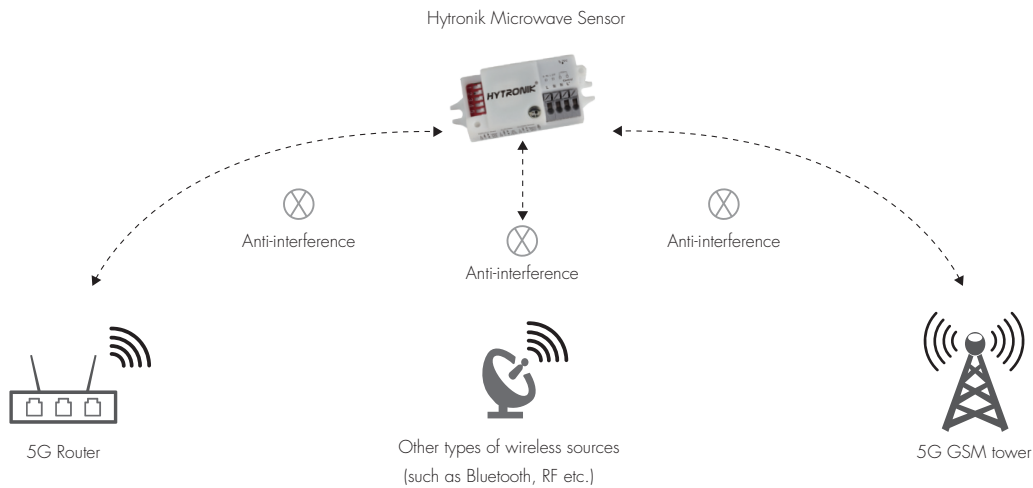 Hytronik Microwave Sensor
HYTRONIK
Anti-interference
Anti-interference
Anti-interference
5G Router
Other types of wireless sources
(such as Bluetooth, RF etc.)
5G GSM tower